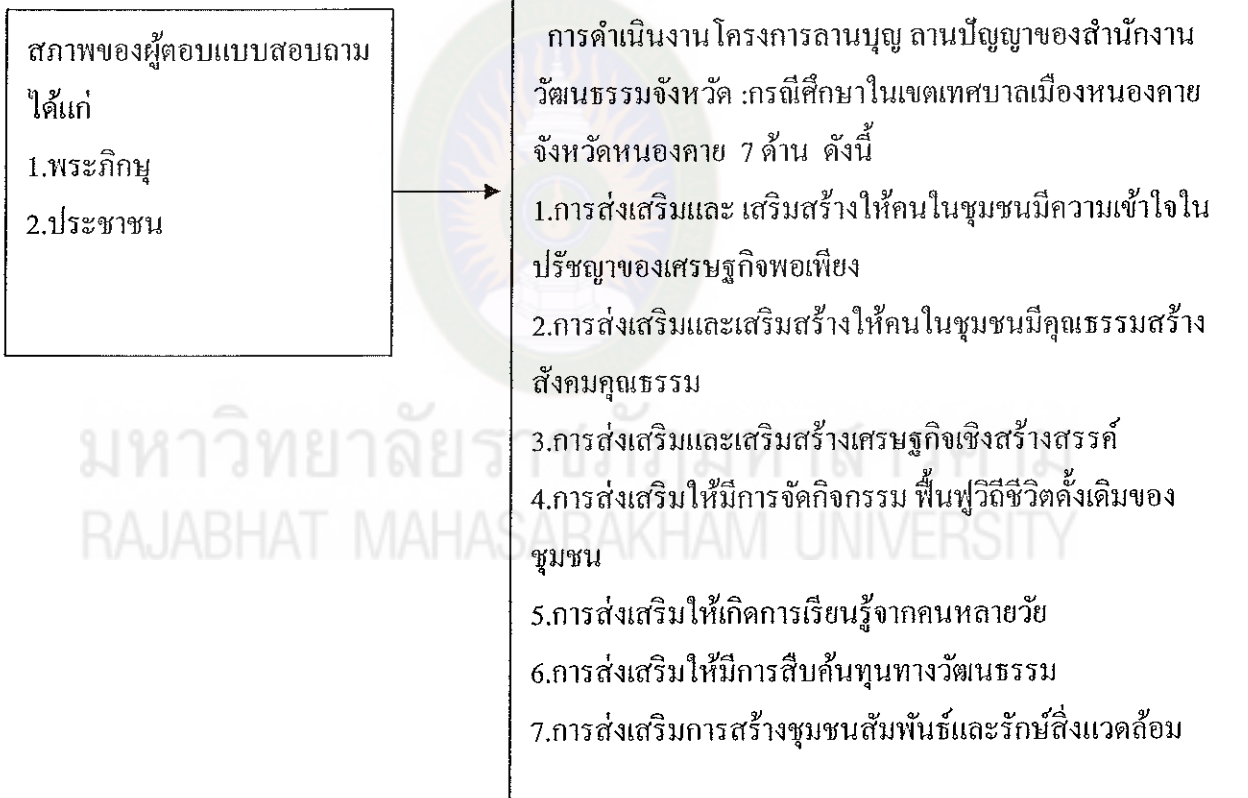 สภาพของผู้ตอบแบบสอบถาม
ได้แก่
1.พระภิกษุ
2.ประชาชน
การดำเนินงานโครงการลานบุญ ลานปัญญาของสำนักงาน
วัฒนธรรมจังหวัด :กรณีศึกษาในเขตเทศบาลเมืองหนองคาย
จังหวัดหนองคาย 7 ด้าน ดังนี้
1.การส่งเสริมและ เสริมสร้างให้คนในชุมชนมีความเข้าใจใน
ปรัชญาของเศรษฐกิจพอเพียง
2.การส่งเสริมและเสริมสร้างให้คนในชุมชนมีคุณธรรมสร้าง
สังคมคุณธรรม
3.การส่งเสริมและเสริมสร้างเศรษฐกิจเชิงสร้างสรรค์
4.การส่งเสริมให้มีการจัดกิจกรรม ฟื้นฟูวิถีชีวิตดั้งเดิมของ
ชุมชน
5.การส่งเสริมให้เกิดการเรียนรู้จากคนหลายวัย
6.การส่งเสริมให้มีการสืบค้นทุนทางวัฒนธรรม
7.การส่งเสริมการสร้างชุมชนสัมพันธ์และรักษ์สิ่งแวดล้อม
มหาวิทยาลัยราชภัฏมหาสารคาม
RAJABHAT MAHASARAKHAM UNIVERSITY